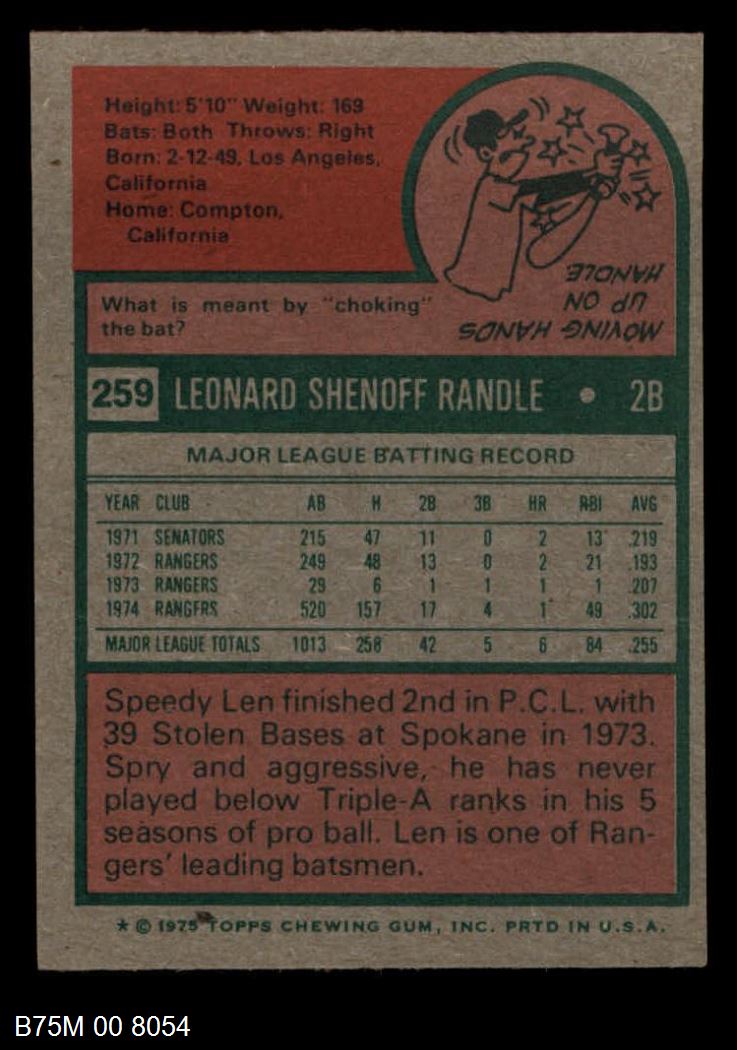 Height: 5'10" Weight: 169
Bats: Both Throws: Right
Born: 2-12-49, Los Angeles,
California
Home: Compton,
California
What is meant by "choking"
the bat?
MOVING HANDS
UP ON
HANDLE.
259 LEONARD SHENOFF RANDLE • 2B
MAJOR LEAGUE BATTING RECORD
YEAR CLUB AB H 2B 3B HR RBI AVG
1971 SENATORS 215 47 11 0 2 13 .219
1972 RANGERS 249 48 13 0 2 21 .193
1973 RANGERS 29 6 1 1 1 1 .207
1974 RANGERS 520 157 17 4 1 49 .302
MAJOR LEAGUE TOTALS 1013 258 42 5 6 84 .255
Speedy Len finished 2nd in P.C.L. with
39 Stolen Bases at Spokane in 1973.
Spry and aggressive, he has never
played below Triple-A ranks in his 5
seasons of pro ball. Len is one of Ran-
gers' leading batsmen.
* © 1975 TOPPS CHEWING GUM, INC. PRTD IN U.S.A.
B75M 00 8054